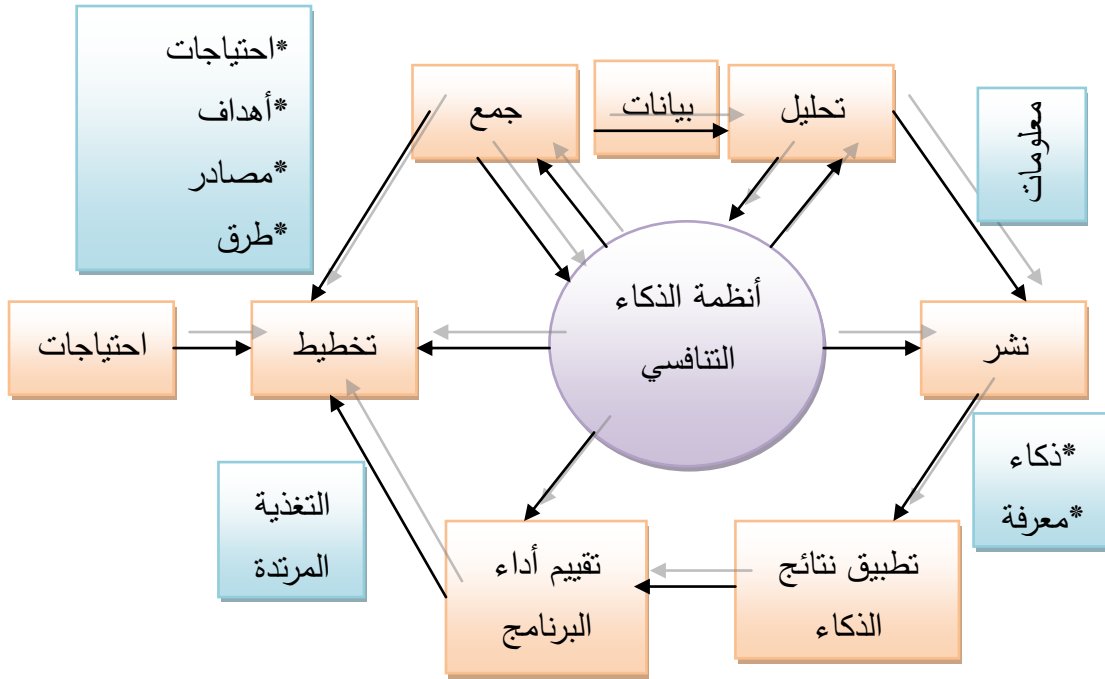 *احتياجات
*أهداف
*مصادر
*طرق
جمع
بيانات
تحليل
معلومات
أنظمة الذكاء
التنافسي
احتياجات
تخطيط
نشر
*ذكاء
*معرفة
التغذية
المرتدة
تقييم أداء
البرنامج
تطبيق نتائج
الذكاء